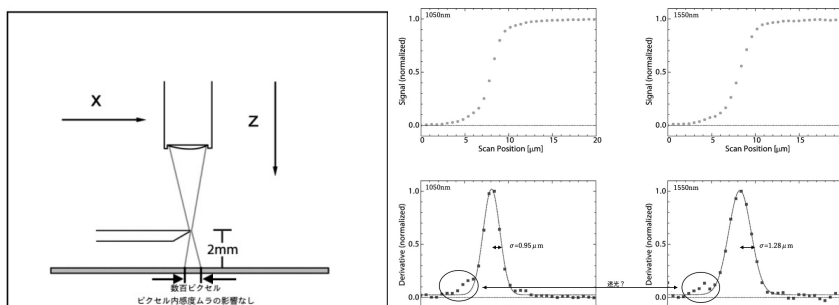 X
Z
2mm
数百ピクセル
ピクセル内感度ムラの影響なし
1050nm
1.0
0.5
0.0
Signal (normalized)
0
5
10
15
20
Scan Position [μm]
1550nm
1.0
0.5
0.0
Signal (normalized)
0
5
10
15
Scan Position [μm]
1050nm
1.0
0.5
0.0
Derivative (normalized)
σ=0.95μm
迷光？
1550nm
1.0
0.5
0.0
Derivative (normalized)
σ=1.28μm